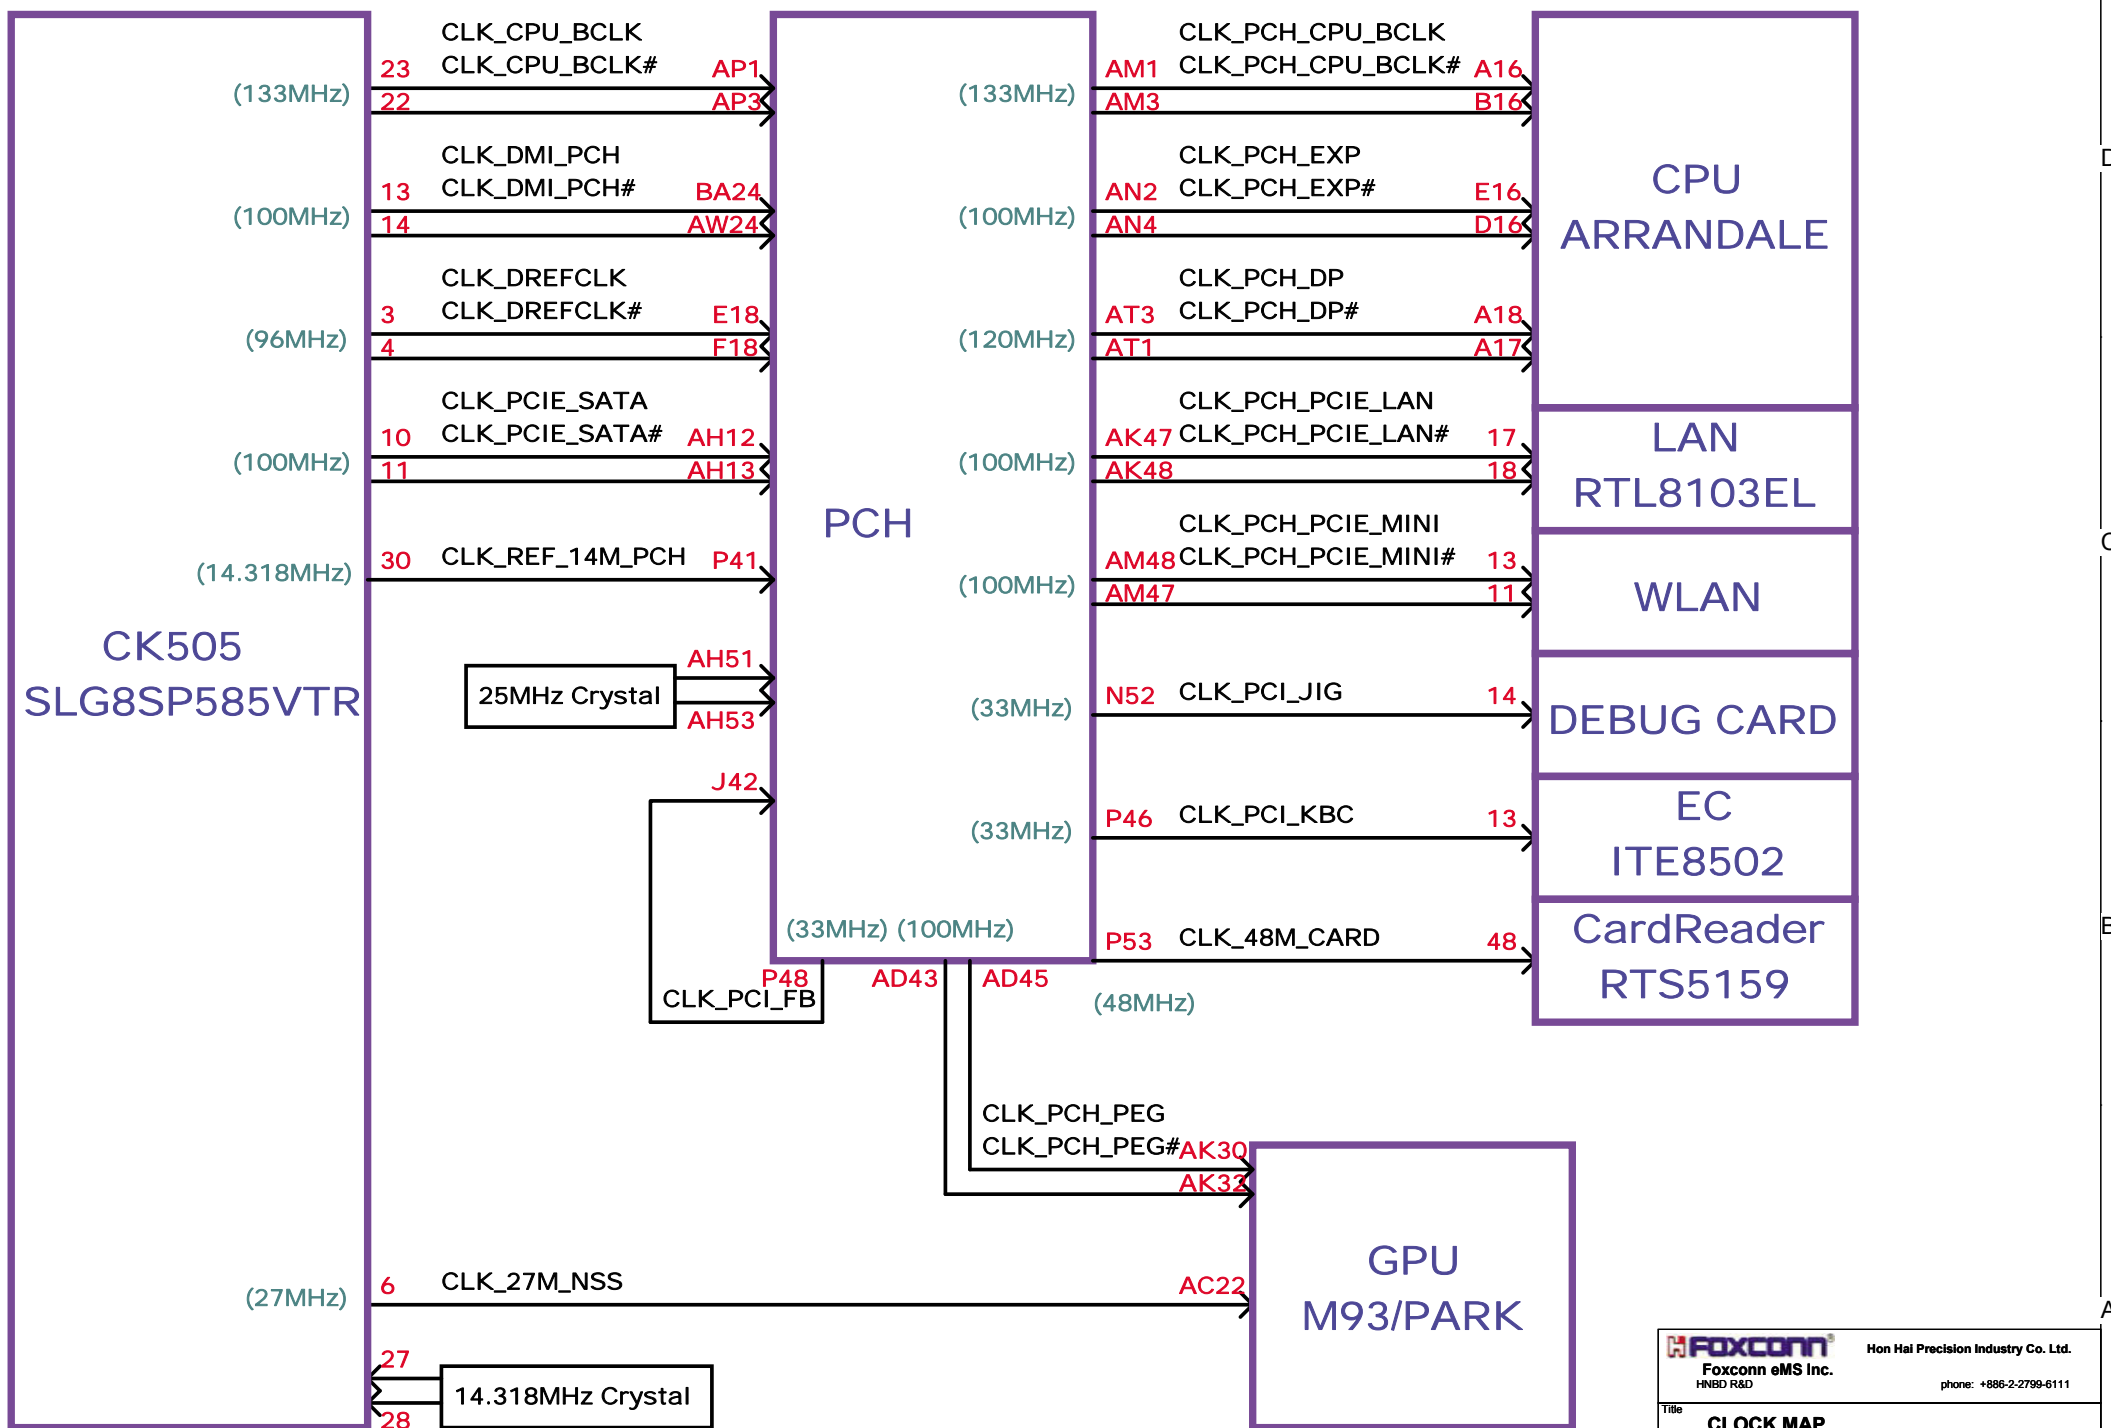 CLK_CPU_BCLK
23 CLK_CPU_BCLK# AP1
(133MHz)
22 AP3
CLK_DMI_PCH
13 CLK_DMI_PCH# BA24
(100MHz)
14 AW24
CLK_DREFCLK
3 CLK_DREFCLK# E18
(96MHz)
4 F18
CLK_PCIE_SATA
10 CLK_PCIE_SATA# AH12
(100MHz)
11 AH13
30 CLK_REF_14M_PCH P41
(14.318MHz)
CK505
SLG8SP585VTR
AH51
25MHz Crystal
AH53
J42
PCH
CLK_PCH_CPU_BCLK
AM1 CLK_PCH_CPU_BCLK# A16
(133MHz)
AM3 B16
CLK_PCH_EXP
AN2 CLK_PCH_EXP# E16
(100MHz)
AN4 D16
CLK_PCH_DP
AT3 CLK_PCH_DP# A18
(120MHz)
AT1 A17
CPU
ARRANDALE
CLK_PCH_PCIE_LAN
AK47 CLK_PCH_PCIE_LAN# 17
(100MHz)
AK48 18
LAN
RTL8103EL
CLK_PCH_PCIE_MINI
AM48 CLK_PCH_PCIE_MINI# 13
(100MHz)
AM47 11
WLAN
N52 CLK_PCI_JIG 14
(33MHz)
DEBUG CARD
P46 CLK_PCI_KBC 13
(33MHz)
EC
ITE8502
(33MHz) (100MHz)
P53 CLK_48M_CARD 48
(48MHz)
CardReader
RTS5159
P48 AD43 AD45
CLK_PCI_FB
CLK_PCH_PEG
CLK_PCH_PEG# AK30
AK32
GPU
M93/PARK
6 CLK_27M_NSS AC22
(27MHz)
27
14.318MHz Crystal
28
D
C
B
A
FOXCONN®
Hon Hai Precision Industry Co. Ltd.
Foxconn eMS Inc.
HNBD R&D phone: +886-2-2799-6111
Title
CLOCK MAP